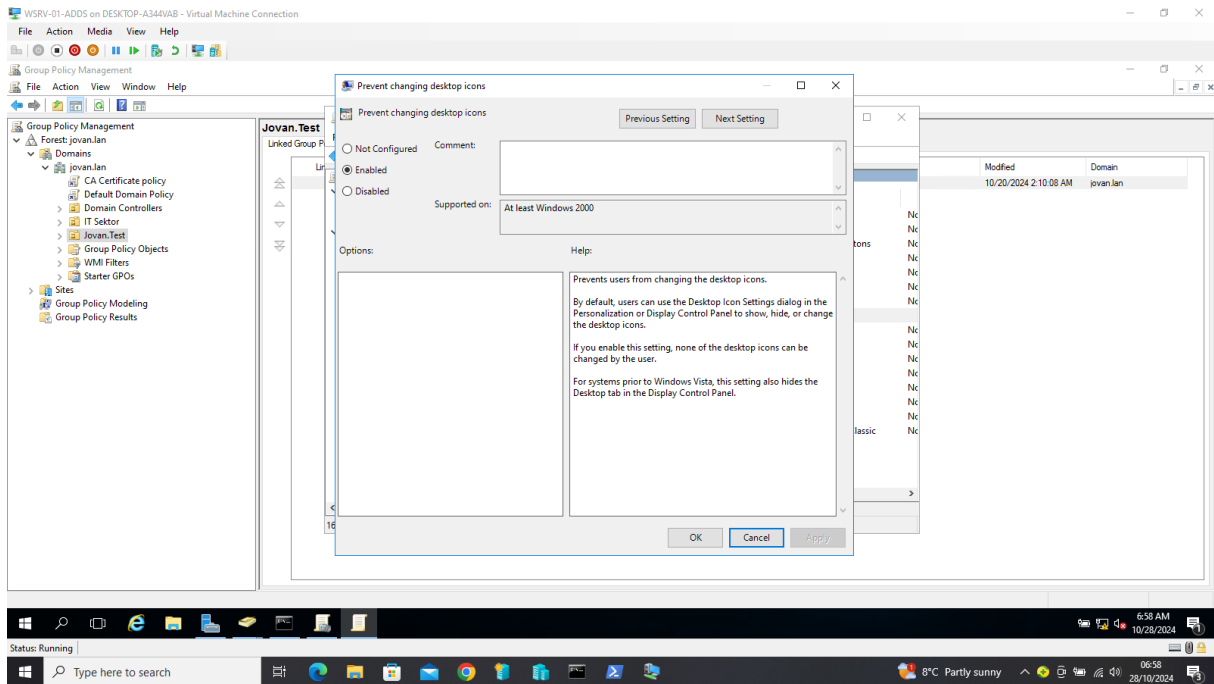 WSRV-01-ADDS on DESKTOP-A344VAB - Virtual Machine Connection
File Action Media View Help
Group Policy Management
File Action View Window Help
Group Policy Management
Forest: jovan.lan
Domains
jovan.lan
CA Certificate policy
Default Domain Policy
Domain Controllers
IT Sektor
Jovan.Test
Group Policy Objects
WMI Filters
Starter GPOs
Sites
Group Policy Modeling
Group Policy Results
Jovan.Test
Linked Group P
Modified Domain
10/20/2024 2:10:08 AM jovan.lan
Prevent changing desktop icons
Prevent changing desktop icons
Previous Setting Next Setting
Not Configured
Enabled
Disabled
Comment:
Supported on:
At least Windows 2000
Options:
Help:
Prevents users from changing the desktop icons.
By default, users can use the Desktop Icon Settings dialog in the
Personalization or Display Control Panel to show, hide, or change
the desktop icons.
If you enable this setting, none of the desktop icons can be
changed by the user.
For systems prior to Windows Vista, this setting also hides the
Desktop tab in the Display Control Panel.
OK Cancel Apply
6:58 AM
10/28/2024
Status: Running
Type here to search
8°C Partly sunny
06:58
28/10/2024